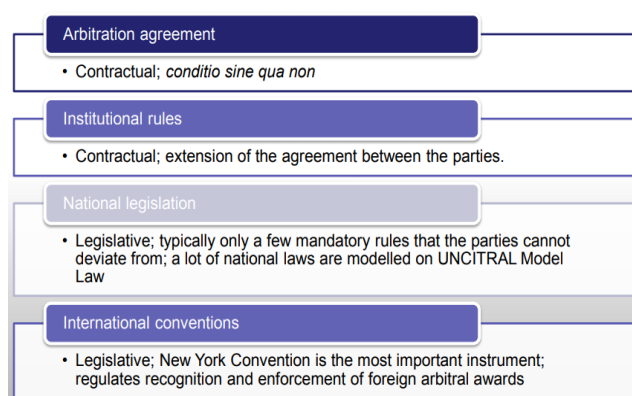 Arbitration agreement
• Contractual; conditio sine qua non
Institutional rules
• Contractual; extension of the agreement between the parties.
National legislation
• Legislative; typically only a few mandatory rules that the parties cannot
deviate from; a lot of national laws are modelled on UNCITRAL Model
Law
International conventions
• Legislative; New York Convention is the most important instrument;
regulates recognition and enforcement of foreign arbitral awards